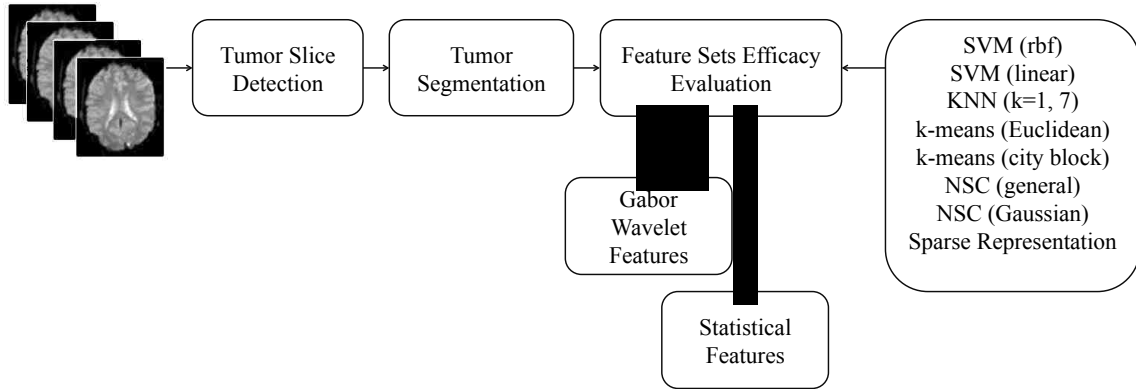 Tumor Slice
Detection
Tumor
Segmentation
Feature Sets Efficacy
Evaluation
SVM (rbf)
SVM (linear)
KNN (k=1, 7)
k-means (Euclidean)
k-means (city block)
NSC (general)
NSC (Gaussian)
Sparse Representation
Gabor
Wavelet
Features
Statistical
Features